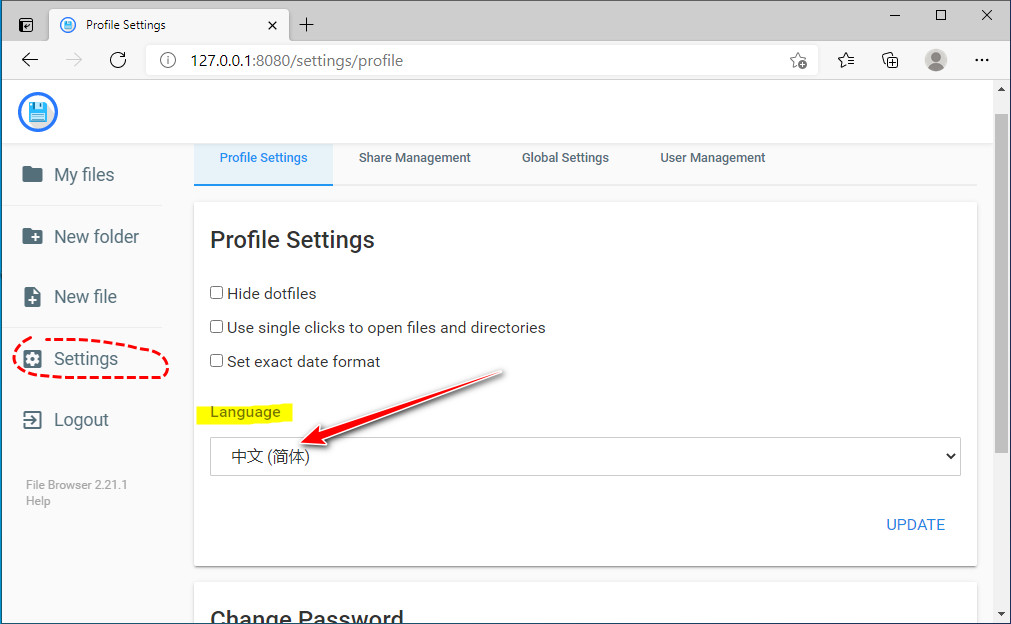 Profile Settings
127.0.0.1:8080/settings/profile
Profile Settings
Share Management
Global Settings
User Management
My files
New folder
New file
Settings
Logout
File Browser 2.21.1
Help
Profile Settings
Hide dotfiles
Use single clicks to open files and directories
Set exact date format
Language
中文 (简体)
UPDATE
Change Password